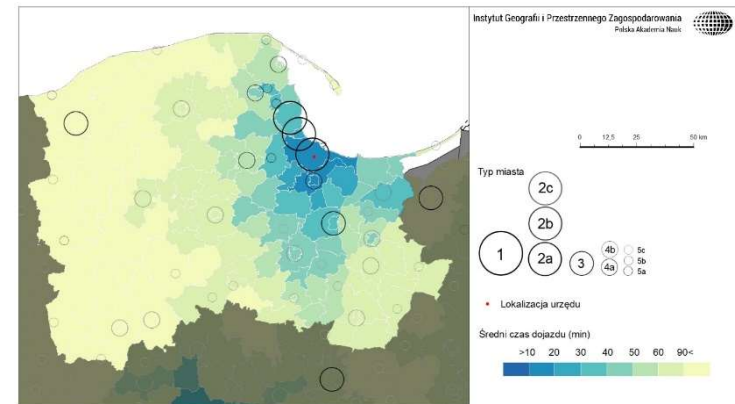 Instytut Geografii i Przestrzennego Zagospodarowania
Polska Akademia Nauk
0 12,5 25 50 km
Typ miasta
2c
2b
1 2a 3 4b 4a 5c 5b 5a
Lokalizacja urzędu
Średni czas dojazdu (min)
>10 20 30 40 50 60 90<